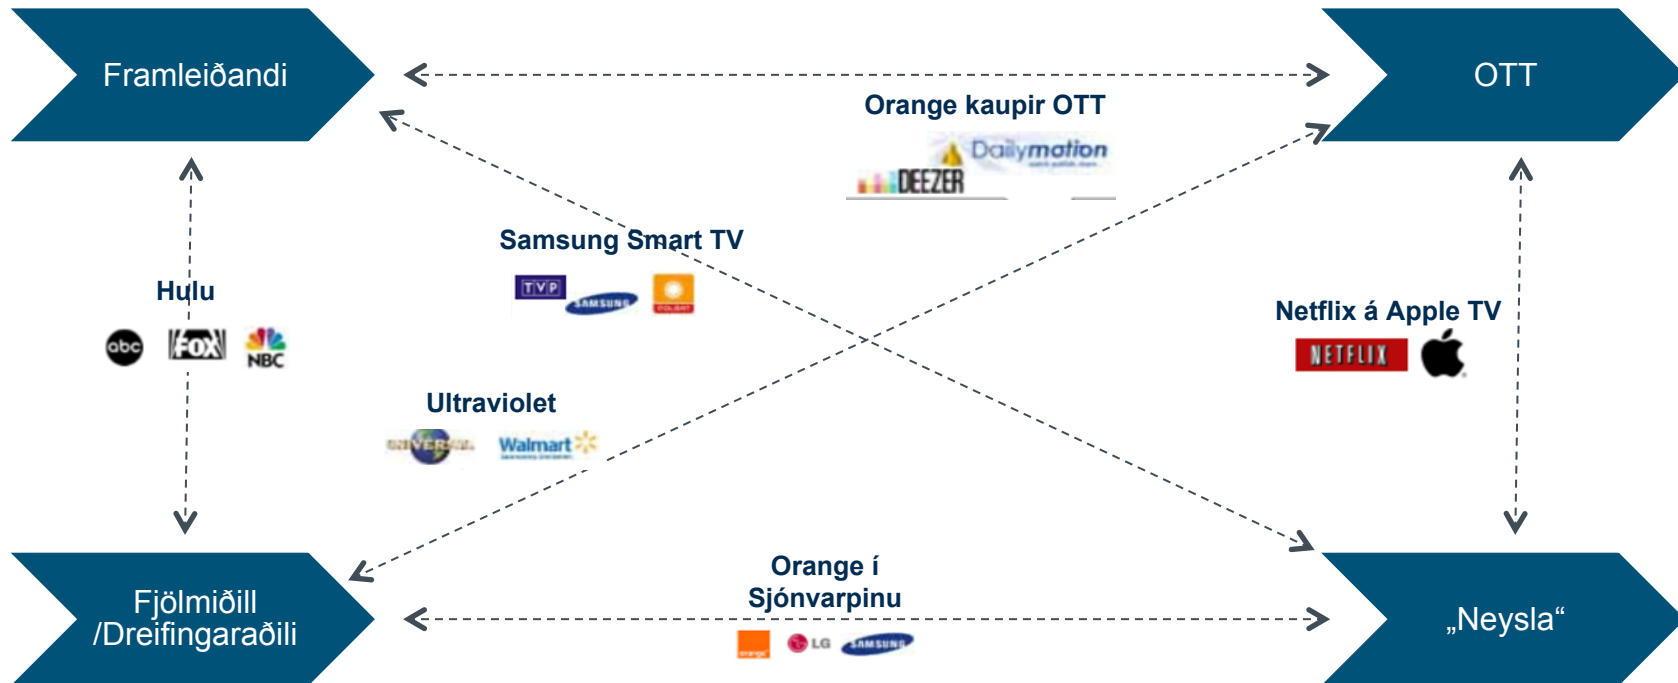 Framleiðandi
OTT
Orange kaupir OTT
Dailymotion
DEEZER
Samsung Smart TV
TVP
SAMSUNG
Hulu
abc
FOX
NBC
Netflix á Apple TV
NETFLIX
Ultraviolet
UNIVERSAL
Walmart
Fjölmiðill
/Dreifingaraðili
Orange í
Sjónvarpinu
orange
LG
SAMSUNG
„Neysla“